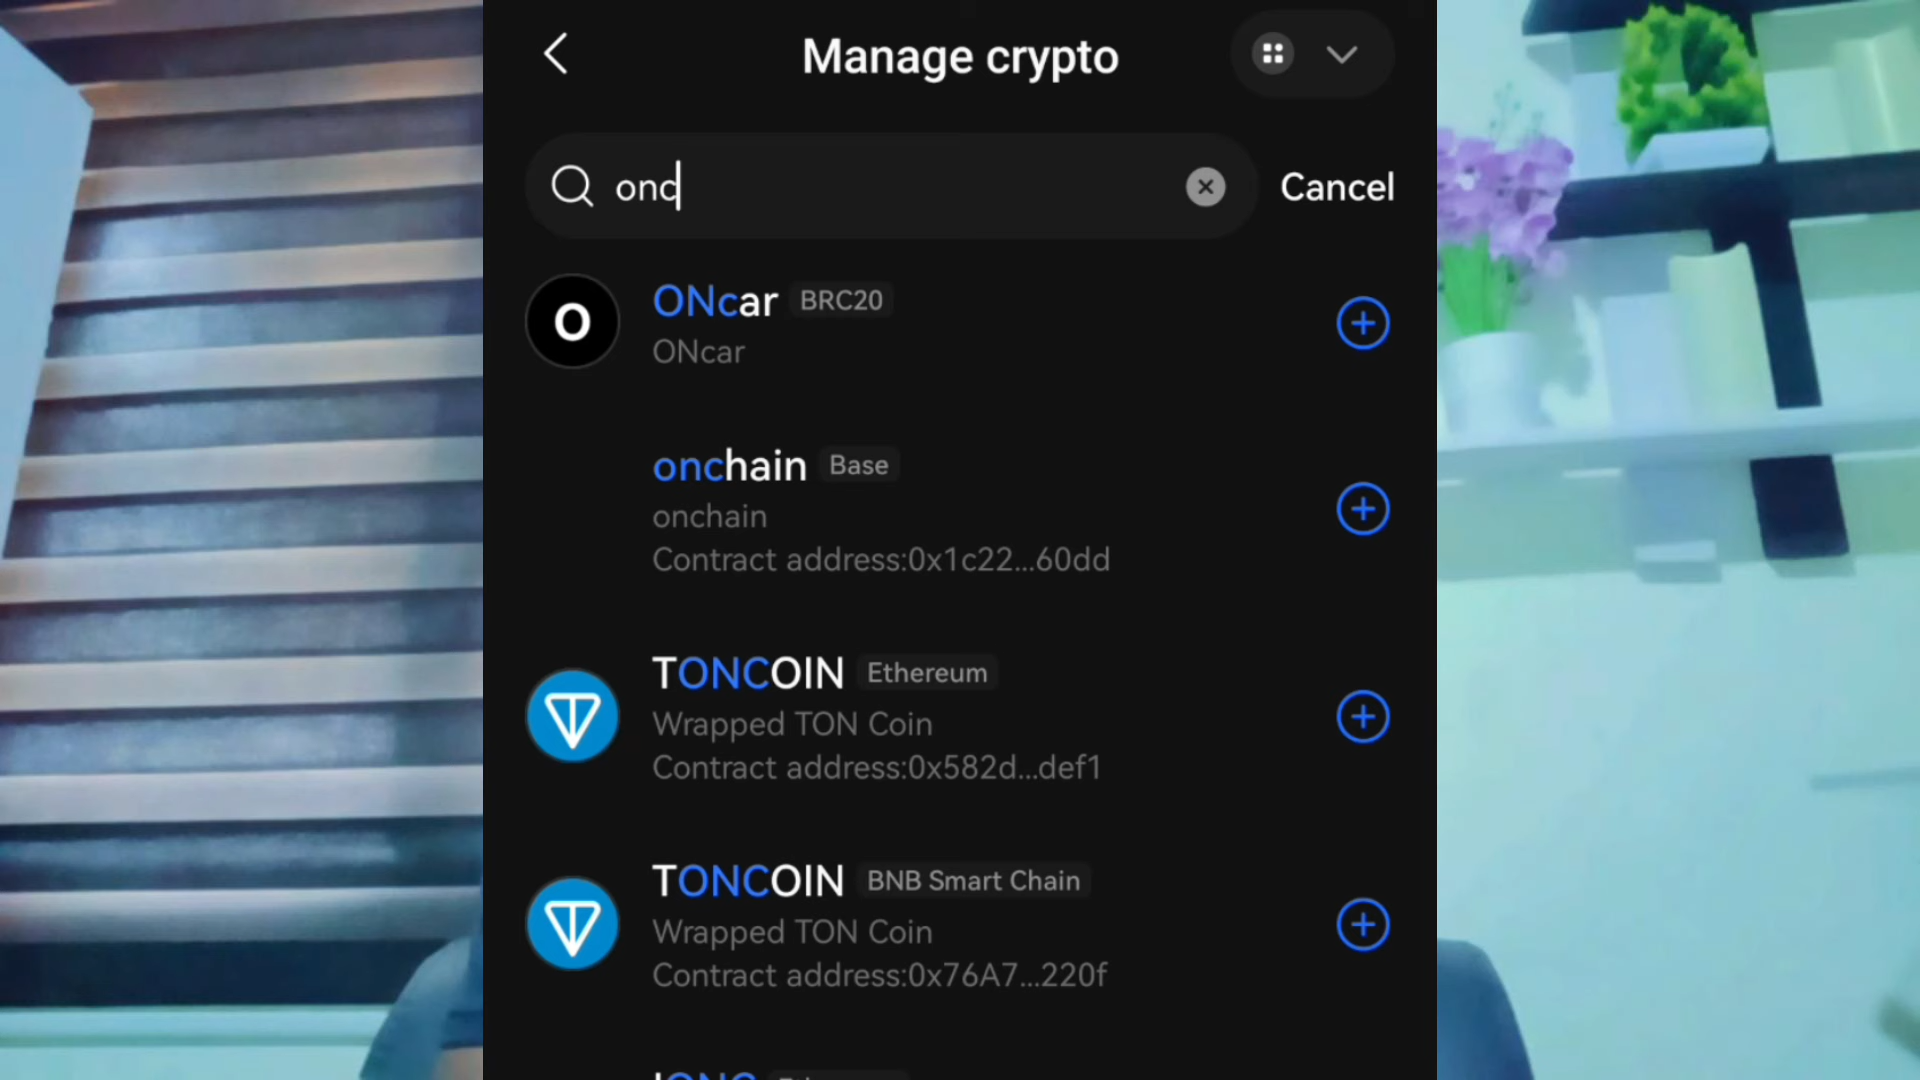 Manage crypto
onc
Cancel
O
ONcar BRC20
ONcar
onchain Base
onchain
Contract address:0x1c22...60dd
TONCOIN Ethereum
Wrapped TON Coin
Contract address:0x582d...def1
TONCOIN BNB Smart Chain
Wrapped TON Coin
Contract address:0x76A7...220f